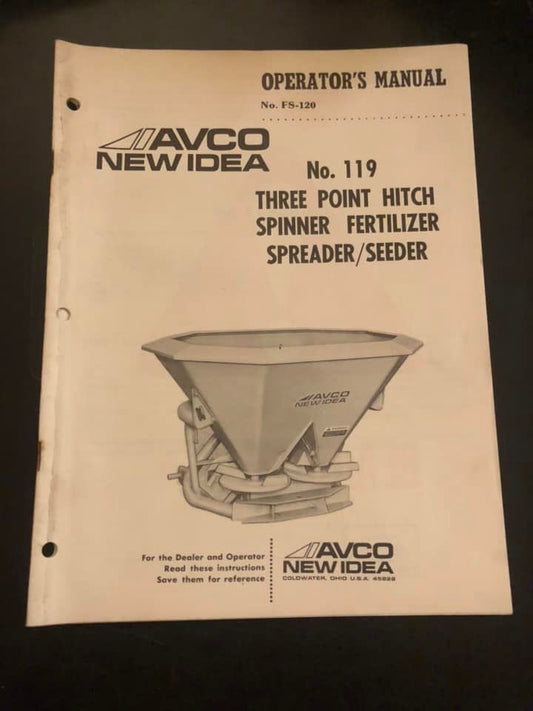 OPERATOR'S MANUAL
No. FS-120
AVCO
NEW IDEA
No. 119
THREE POINT HITCH
SPINNER FERTILIZER
SPREADER/SEEDER
AVCO
NEW IDEA
For the Dealer and Operator
Read these instructions
Save them for reference
AVCO
NEW IDEA
COLDWATER, OHIO U.S.A. 45828